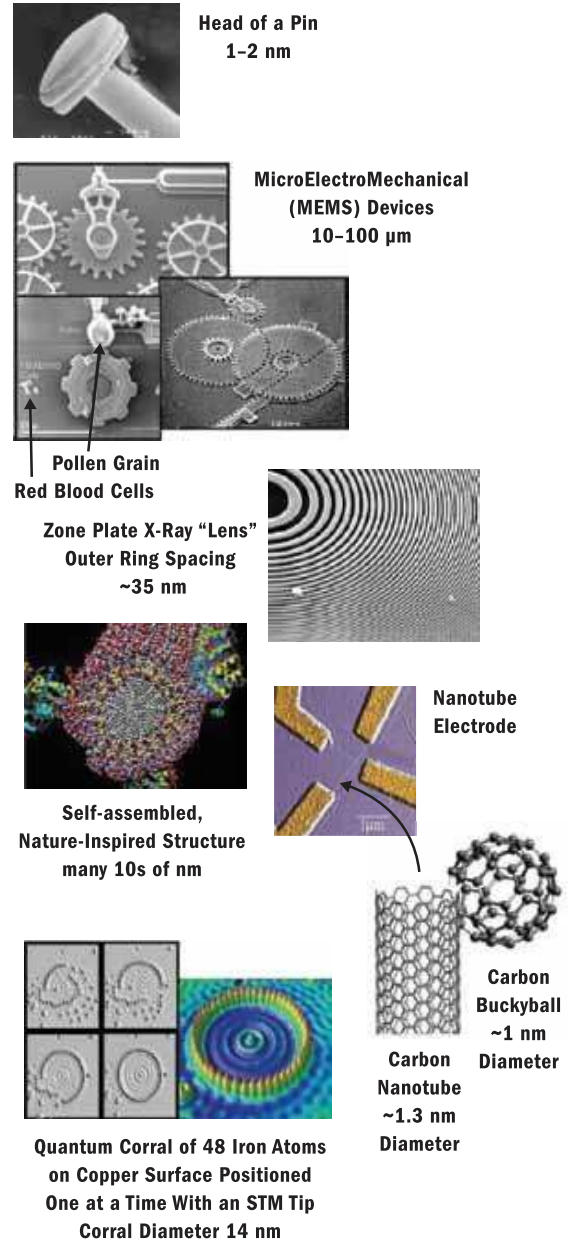 Head of a Pin
1–2 nm
MicroElectroMechanical
(MEMS) Devices
10–100 µm
Pollen Grain
Red Blood Cells
Zone Plate X-Ray “Lens”
Outer Ring Spacing
~35 nm
Nanotube
Electrode
1µm
Self-assembled,
Nature-Inspired Structure
many 10s of nm
Carbon
Buckyball
~1 nm
Diameter
Carbon
Nanotube
~1.3 nm
Diameter
Quantum Corral of 48 Iron Atoms
on Copper Surface Positioned
One at a Time With an STM Tip
Corral Diameter 14 nm